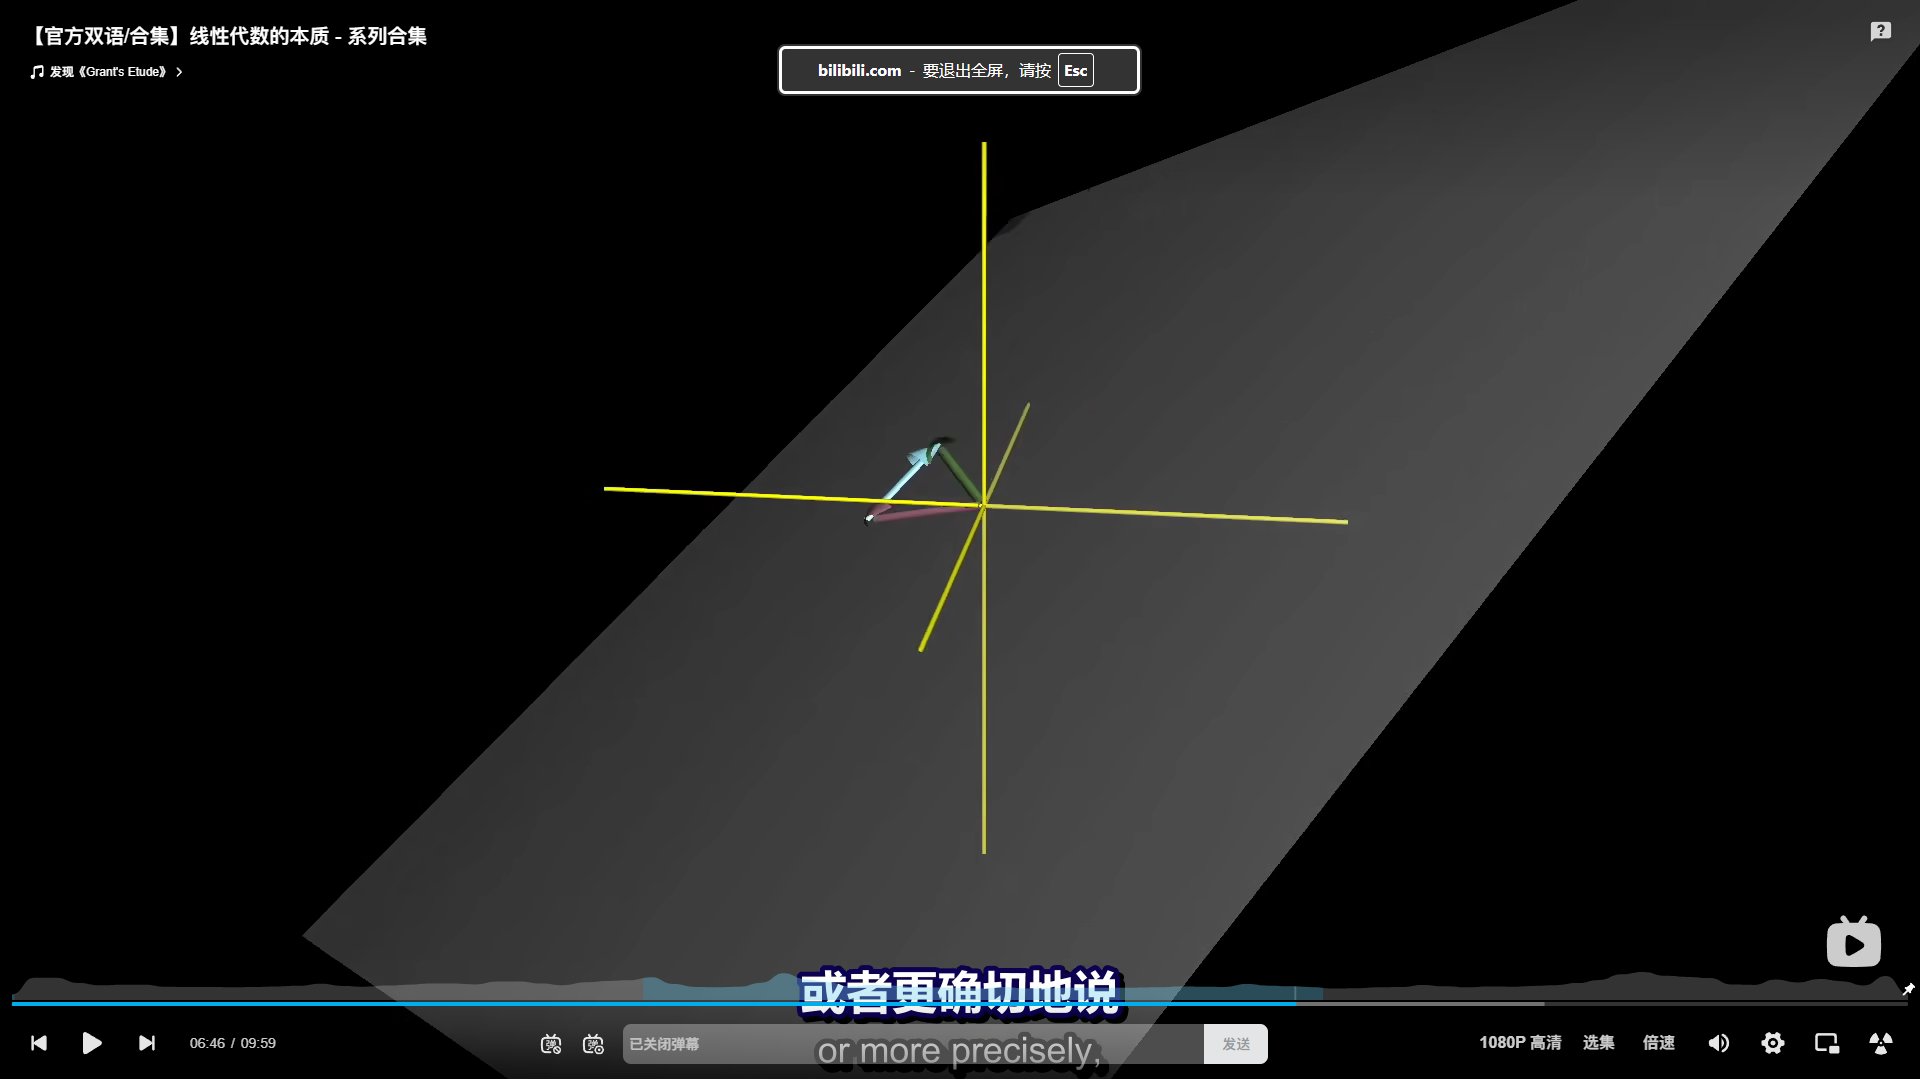 【官方双语/合集】线性代数的本质 - 系列合集
发现《Grant's Etude》
bilibili.com - 要退出全屏，请按 Esc
或者更确切地说
or more precisely,
06:46 / 09:59
已关闭弹幕
发送
1080P 高清
选集
倍速